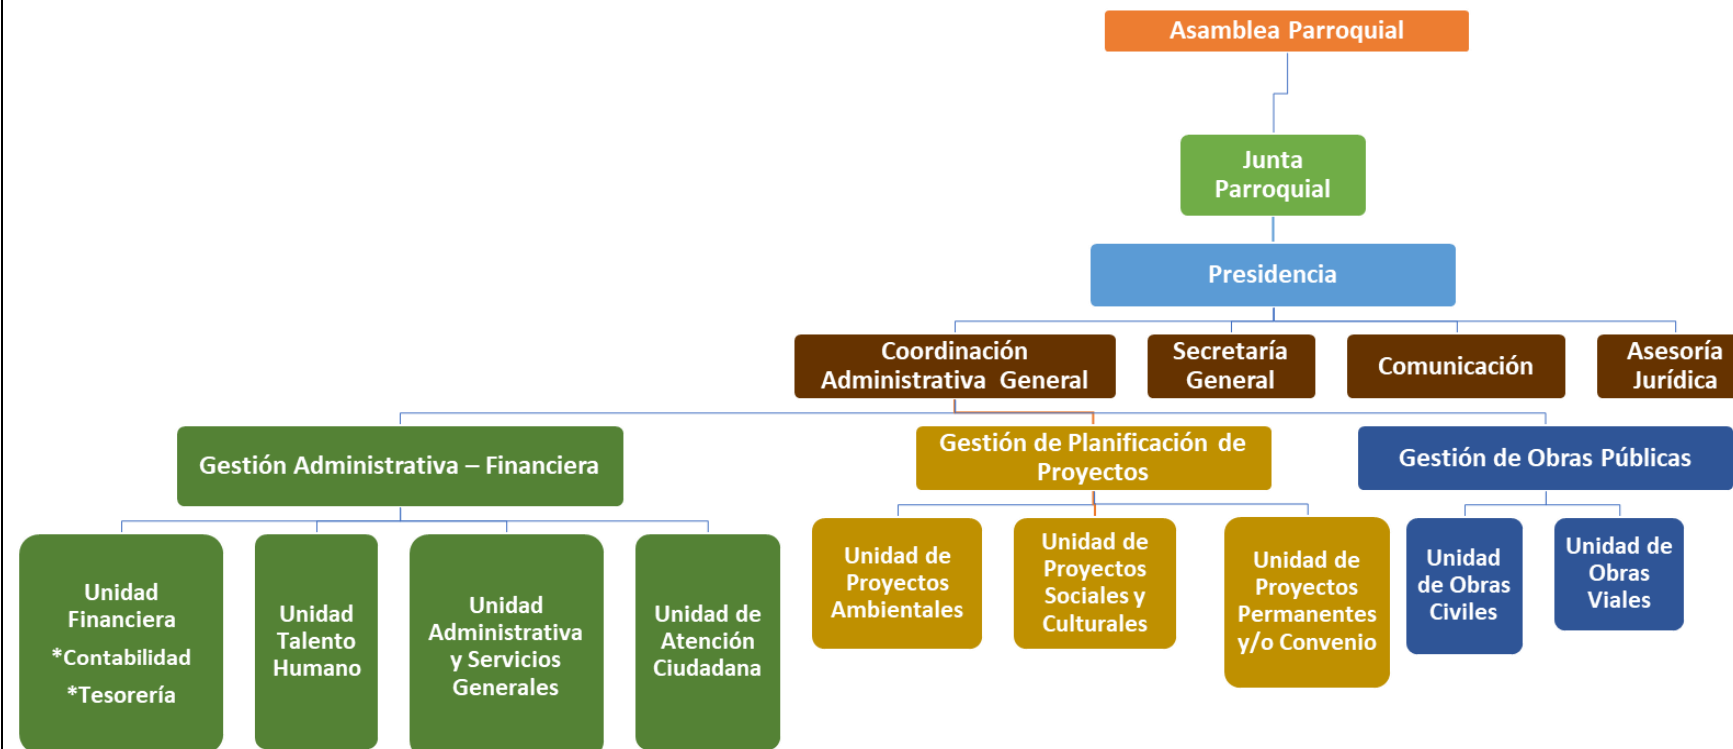 Asamblea Parroquial
Junta
Parroquial
Presidencia
Coordinación
Administrativa General
Secretaría
General
Comunicación
Asesoría
Jurídica
Gestión Administrativa – Financiera
Gestión de Planificación de
Proyectos
Gestión de Obras Públicas
Unidad
Financiera
*Contabilidad
*Tesorería
Unidad
Talento
Humano
Unidad
Administrativa
y Servicios
Generales
Unidad de
Atención
Ciudadana
Unidad de
Proyectos
Ambientales
Unidad de
Proyectos
Sociales y
Culturales
Unidad de
Proyectos
Permanentes
y/o Convenio
Unidad
de Obras
Civiles
Unidad de
Obras
Viales